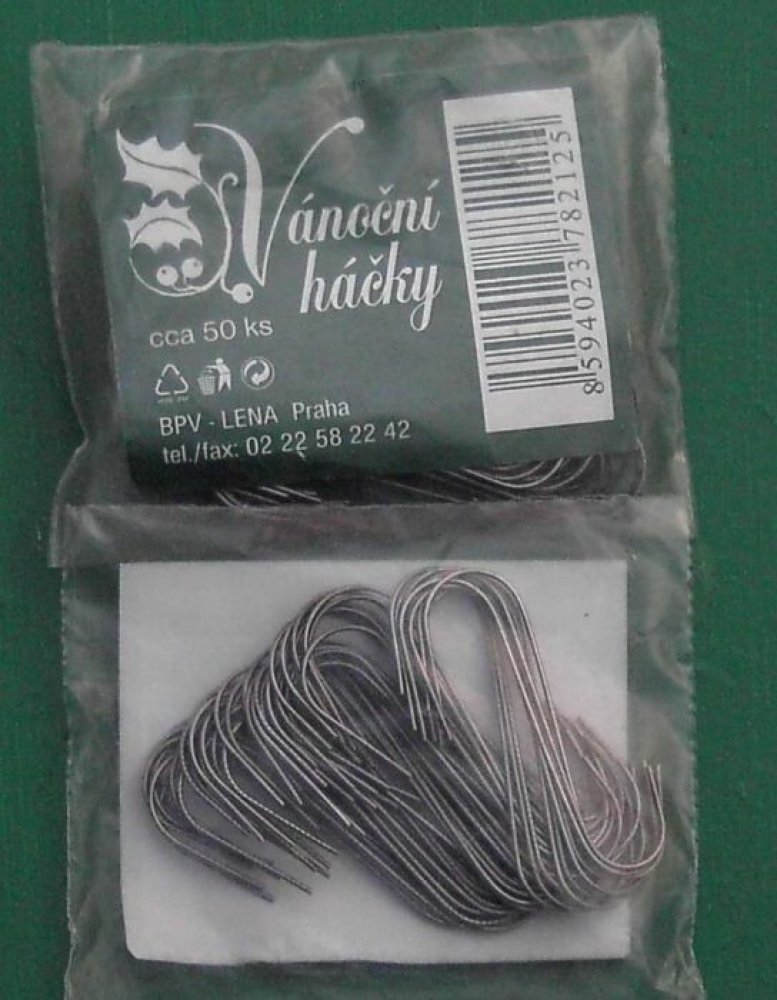 Vánoční
háčky
cca 50 ks
BPV - LENA Praha
tel./fax: 02 22 58 22 42
8594023782125